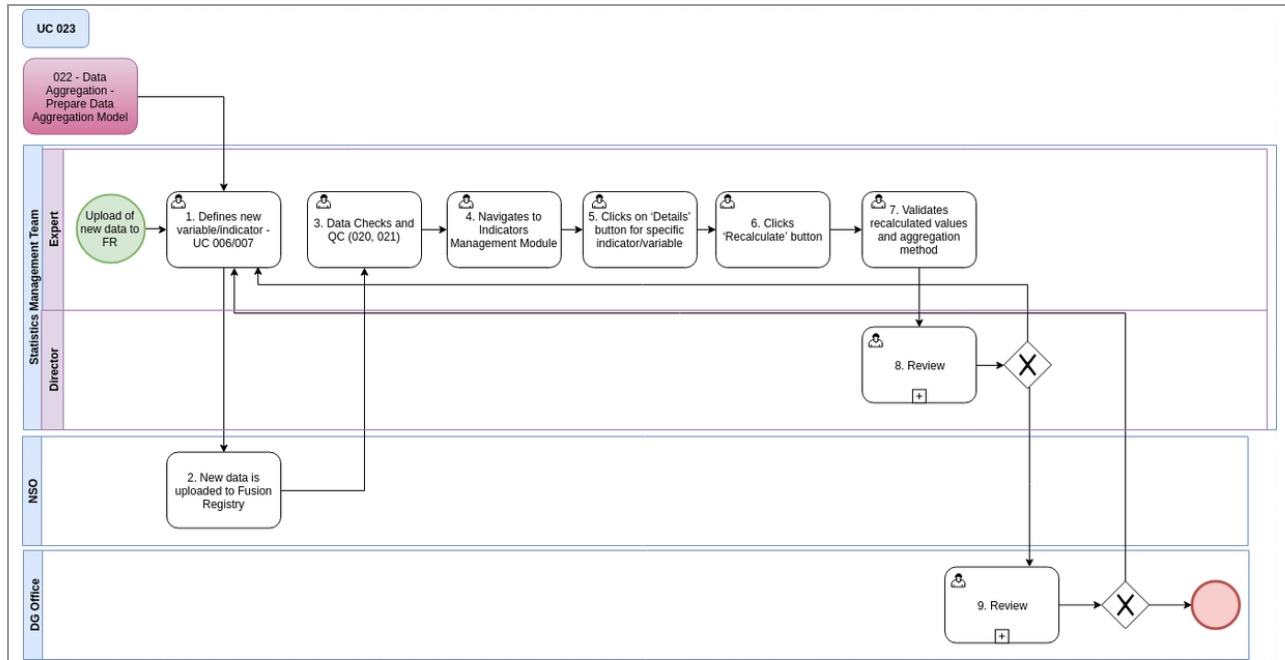 UC 023
022 - Data
Aggregation -
Prepare Data
Aggregation Model
Statistics Management Team
Expert
Upload of
new data to
FR
1. Defines new
variable/indicator -
UC 006/007
3. Data Checks and
QC (020, 021)
4. Navigates to
Indicators
Management Module
5. Clicks on ‘Details’
button for specific
indicator/variable
6. Clicks
‘Recalculate’ button
7. Validates
recalculated values
and aggregation
method
Director
8. Review
NSO
2. New data is
uploaded to Fusion
Registry
DG Office
9. Review